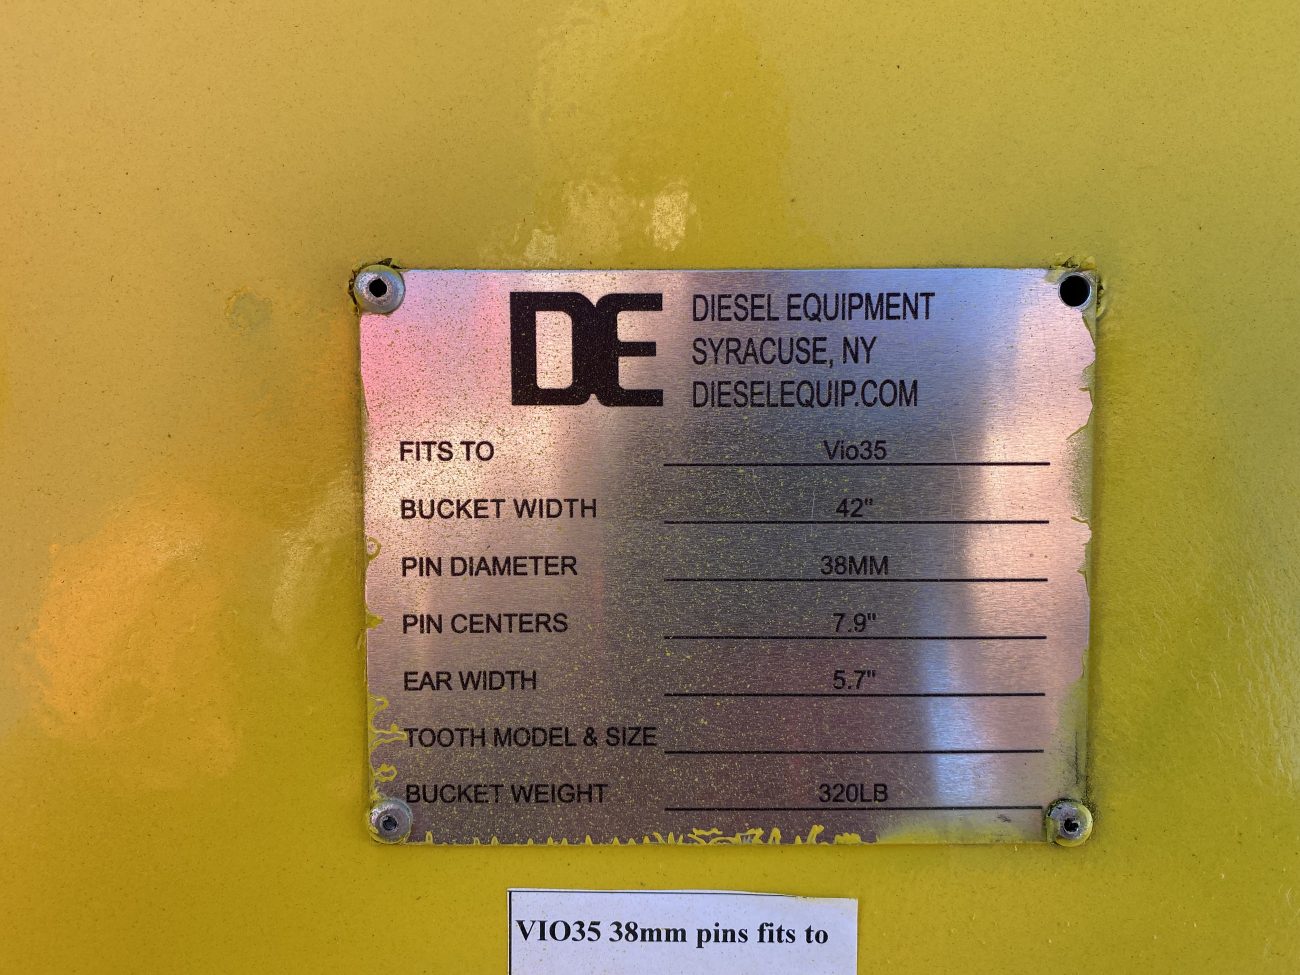 DE
DIESEL EQUIPMENT
SYRACUSE, NY
DIESELEQUIP.COM
FITS TO Vio35
BUCKET WIDTH 42"
PIN DIAMETER 38MM
PIN CENTERS 7.9"
EAR WIDTH 5.7"
TOOTH MODEL & SIZE
BUCKET WEIGHT 320LB
VIO35 38mm pins fits to